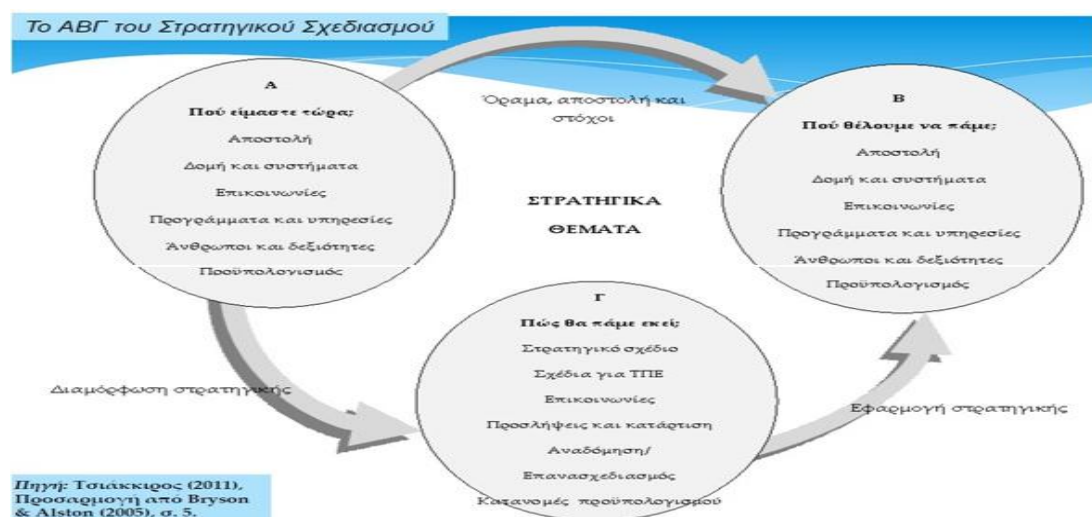 Το ΑΒΓ του Στρατηγικού Σχεδιασμού
Α
Πού είμαστε τώρα;
Αποστολή
Δομή και συστήματα
Επικοινωνίες
Προγράμματα και υπηρεσίες
Άνθρωποι και δεξιότητες
Προϋπολογισμός
Όραμα, αποστολή και
στόχοι
Β
Πού θέλουμε να πάμε;
Αποστολή
Δομή και συστήματα
Επικοινωνίες
Προγράμματα και υπηρεσίες
Άνθρωποι και δεξιότητες
Προϋπολογισμός
ΣΤΡΑΤΗΓΙΚΑ
ΘΕΜΑΤΑ
Διαμόρφωση στρατηγικής
Γ
Πώς θα πάμε εκεί;
Στρατηγικό σχέδιο
Σχέδια για ΤΠΕ
Επικοινωνίες
Προσλήψεις και κατάρτιση
Αναδόμηση/
Επανασχεδιασμός
Κατανομές προϋπολογισμού
Εφαρμογή στρατηγικής
Πηγή: Τσιάκκιρος (2011),
Προσαρμογή από Bryson
& Alston (2005), σ. 5.